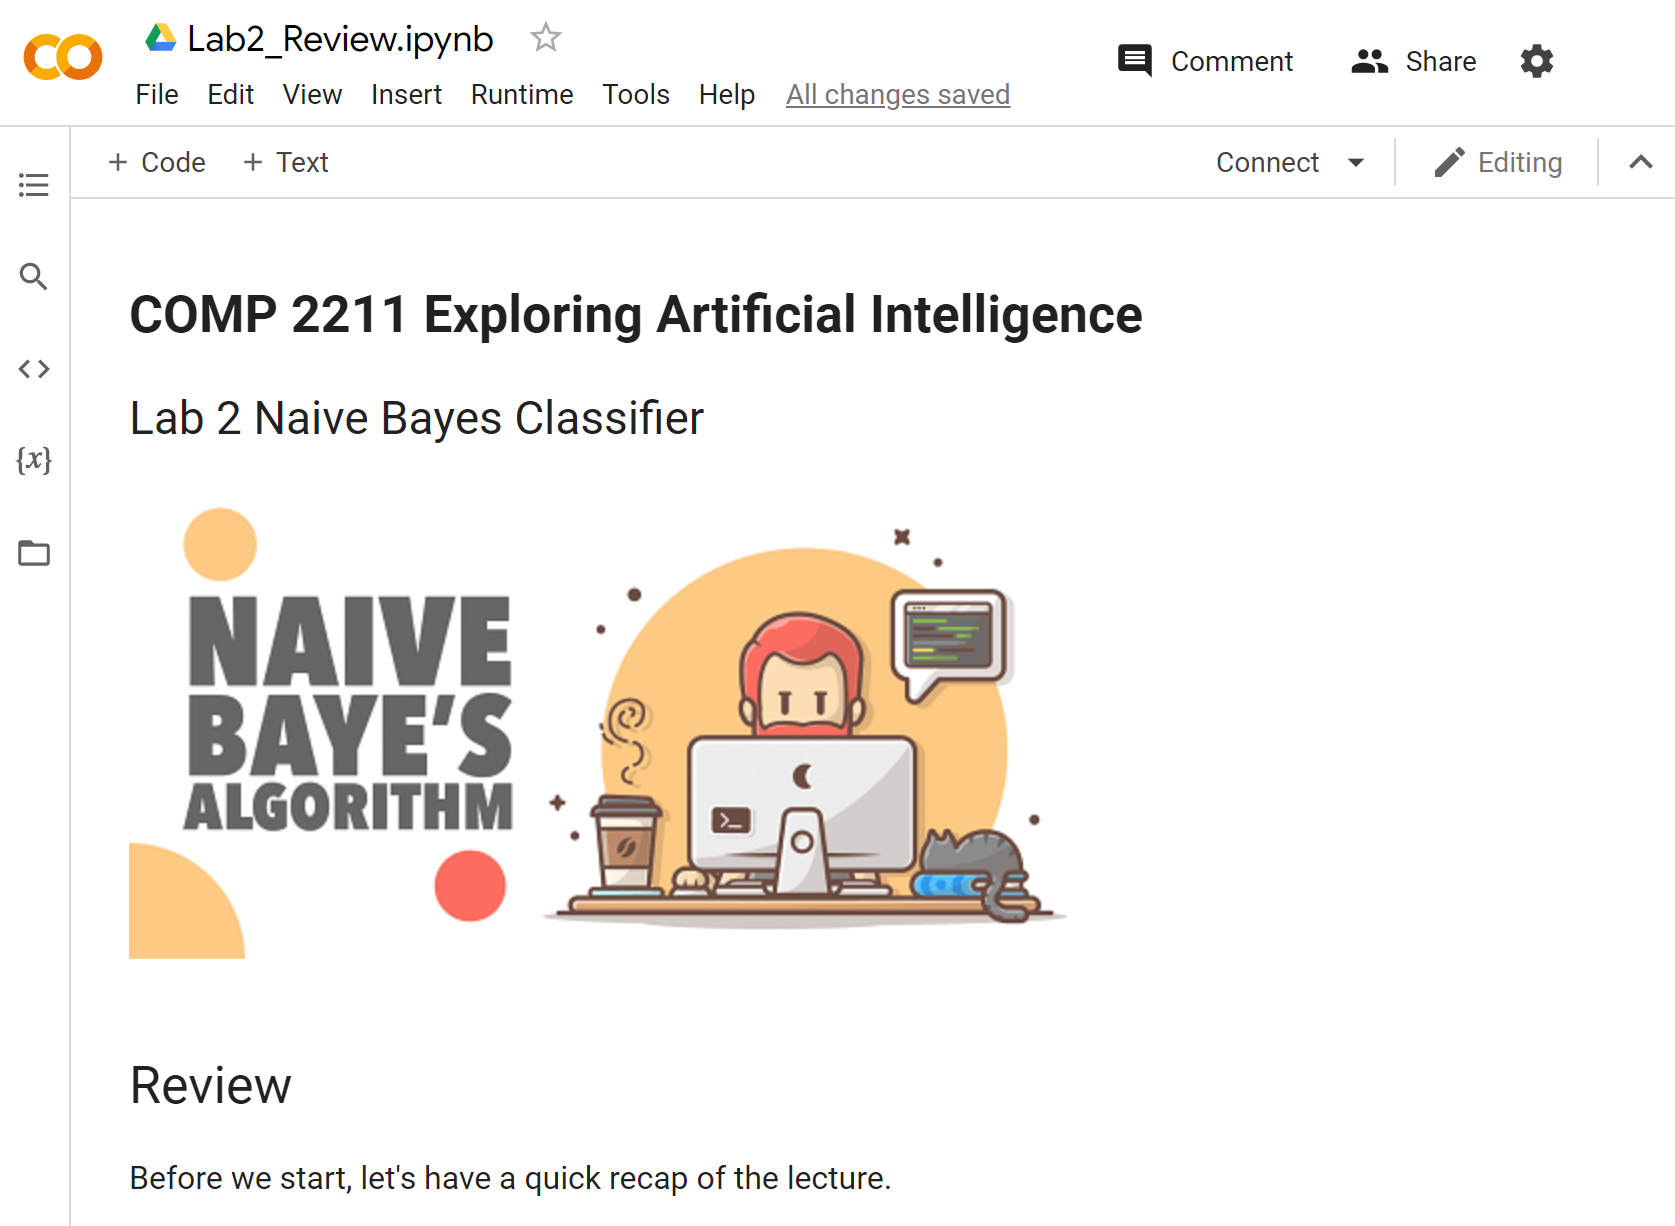 Lab2_Review.ipynb
File Edit View Insert Runtime Tools Help All changes saved
Comment Share
+ Code + Text
Connect Editing
{x}
COMP 2211 Exploring Artificial Intelligence
Lab 2 Naive Bayes Classifier
NAIVE
BAYE'S
ALGORITHM
Review
Before we start, let's have a quick recap of the lecture.